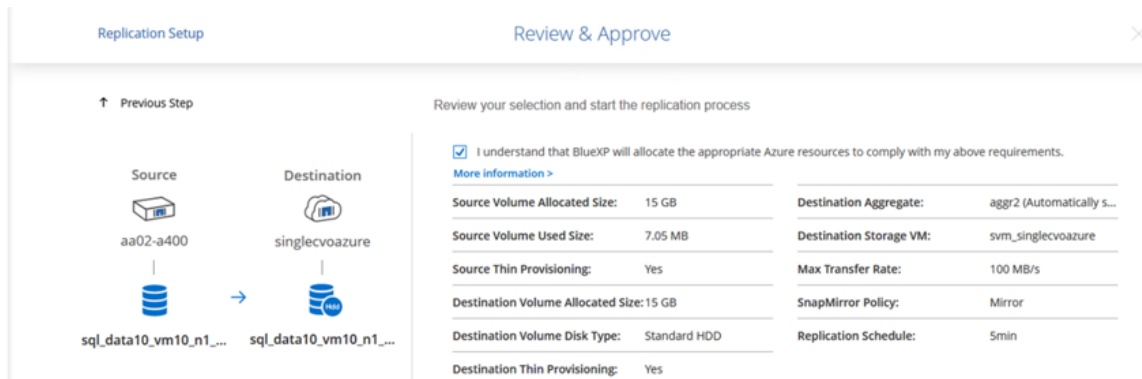 Replication Setup
Review & Approve
↑ Previous Step
Review your selection and start the replication process
Source
Destination
aa02-a400
singlecvoazure
Hdd
sql_data10_vm10_n1_...
sql_data10_vm10_n1_...
I understand that BlueXP will allocate the appropriate Azure resources to comply with my above requirements.
More information >
Source Volume Allocated Size: 15 GB
Source Volume Used Size: 7.05 MB
Source Thin Provisioning: Yes
Destination Volume Allocated Size: 15 GB
Destination Volume Disk Type: Standard HDD
Destination Thin Provisioning: Yes
Destination Aggregate: aggr2 (Automatically s...
Destination Storage VM: svm_singlecvoazure
Max Transfer Rate: 100 MB/s
SnapMirror Policy: Mirror
Replication Schedule: 5min